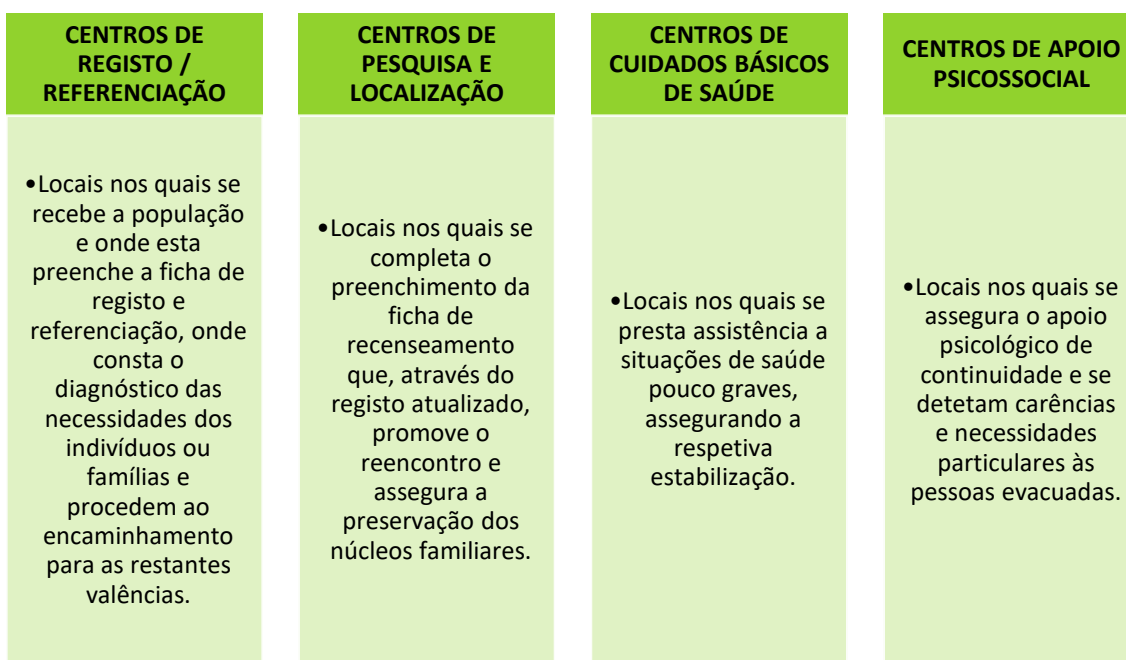 CENTROS DE
REGISTO /
REFERENCIAÇÃO
•Locais nos quais se
recebe a população
e onde esta
preenche a ficha de
registo e
referenciação, onde
consta o
diagnóstico das
necessidades dos
indivíduos ou
famílias e
procedem ao
encaminhamento
para as restantes
valências.
CENTROS DE
PESQUISA E
LOCALIZAÇÃO
•Locais nos quais se
completa o
preenchimento da
ficha de
recenseamento
que, através do
registo atualizado,
promove o
reencontro e
assegura a
preservação dos
núcleos familiares.
CENTROS DE
CUIDADOS BÁSICOS
DE SAÚDE
•Locais nos quais se
presta assistência a
situações de saúde
pouco graves,
assegurando a
respetiva
estabilização.
CENTROS DE APOIO
PSICOSSOCIAL
•Locais nos quais se
assegura o apoio
psicológico de
continuidade e se
detetam carências
e necessidades
particulares às
pessoas evacuadas.